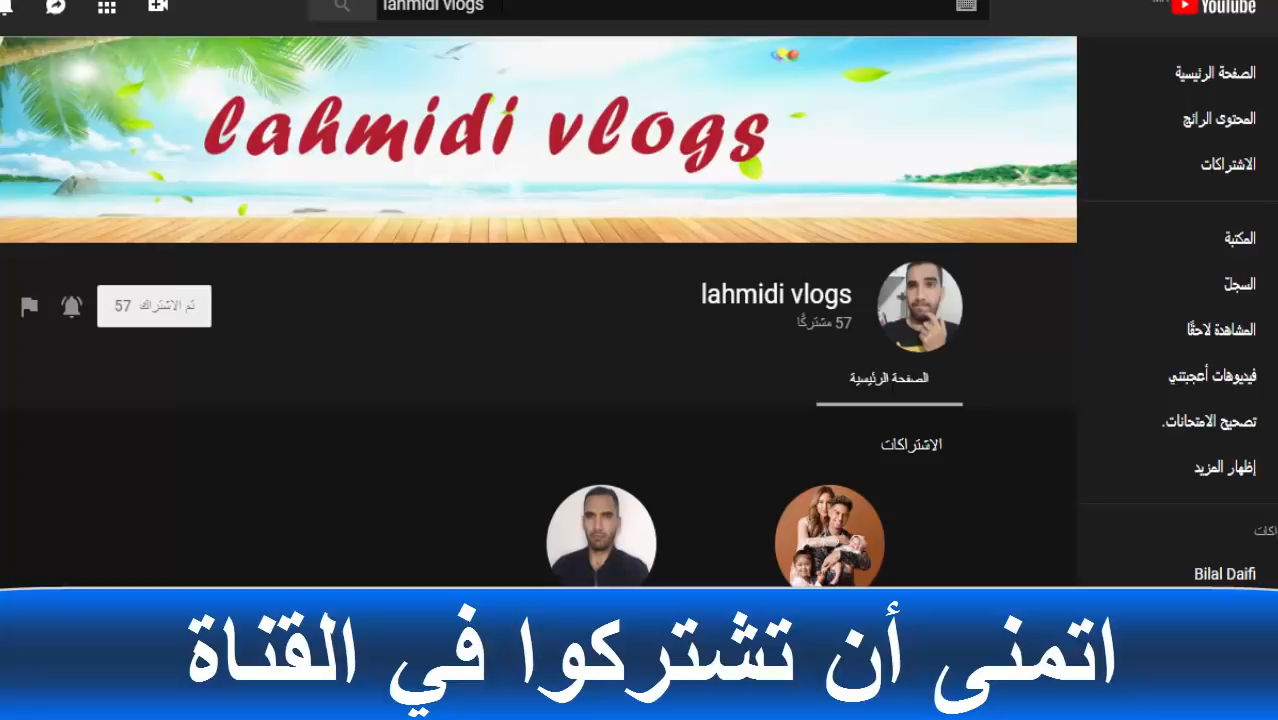 lahmidi vlogs
YouTube
lahmidi vlogs
الصفحة الرئيسية
المحتوى الرائج
الاشتراكات
المكتبة
السجلّ
المشاهدة لاحقًا
فيديوهات أعجبتني
تصحيح الامتحانات.
إظهار المزيد
Bilal Daifi
lahmidi vlogs
57 مشتركًا
تم الاشتراك 57
الصفحة الرئيسية
الاشتراكات
اتمنى أن تشتركوا في القناة